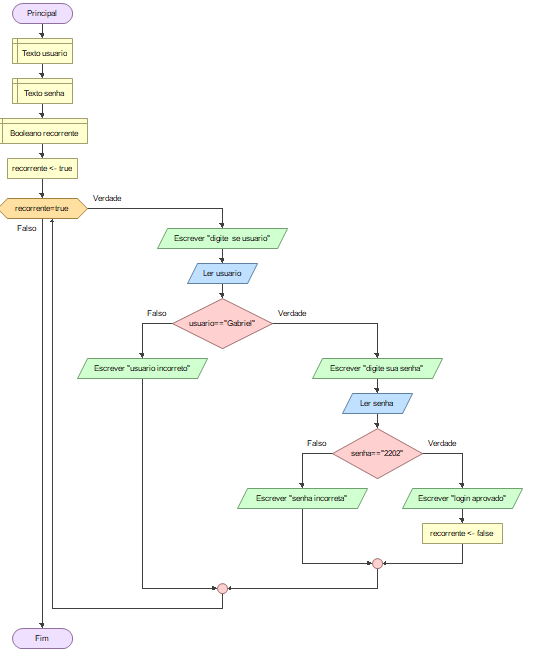 Principal
Texto usuario
Texto senha
Booleano recorrente
recorrente <- true
recorrente=true
Verdade
Falso
Escrever "digite se usuario"
Ler usuario
usuario=="Gabriel"
Falso
Verdade
Escrever "usuario incorreto"
Escrever "digite sua senha"
Ler senha
senha=="2202"
Falso
Verdade
Escrever "senha incorreta"
Escrever "login aprovado"
recorrente <- false
Fim